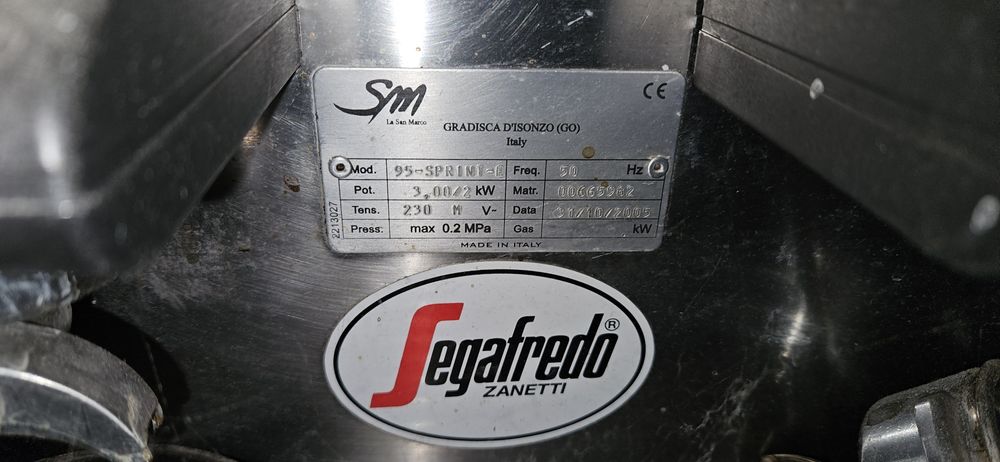 SM
La San Marco
CE
GRADISCA D'ISONZO (GO)
Italy
Mod. 95-SPRINT-E Freq. 50 Hz
Pot. 3,00/2 kW Matr. 00665962
Tens. 230 M V~ Data 31/10/2005
Press: max 0.2 MPa Gas kW
2213027
MADE IN ITALY
Segafredo®
ZANETTI